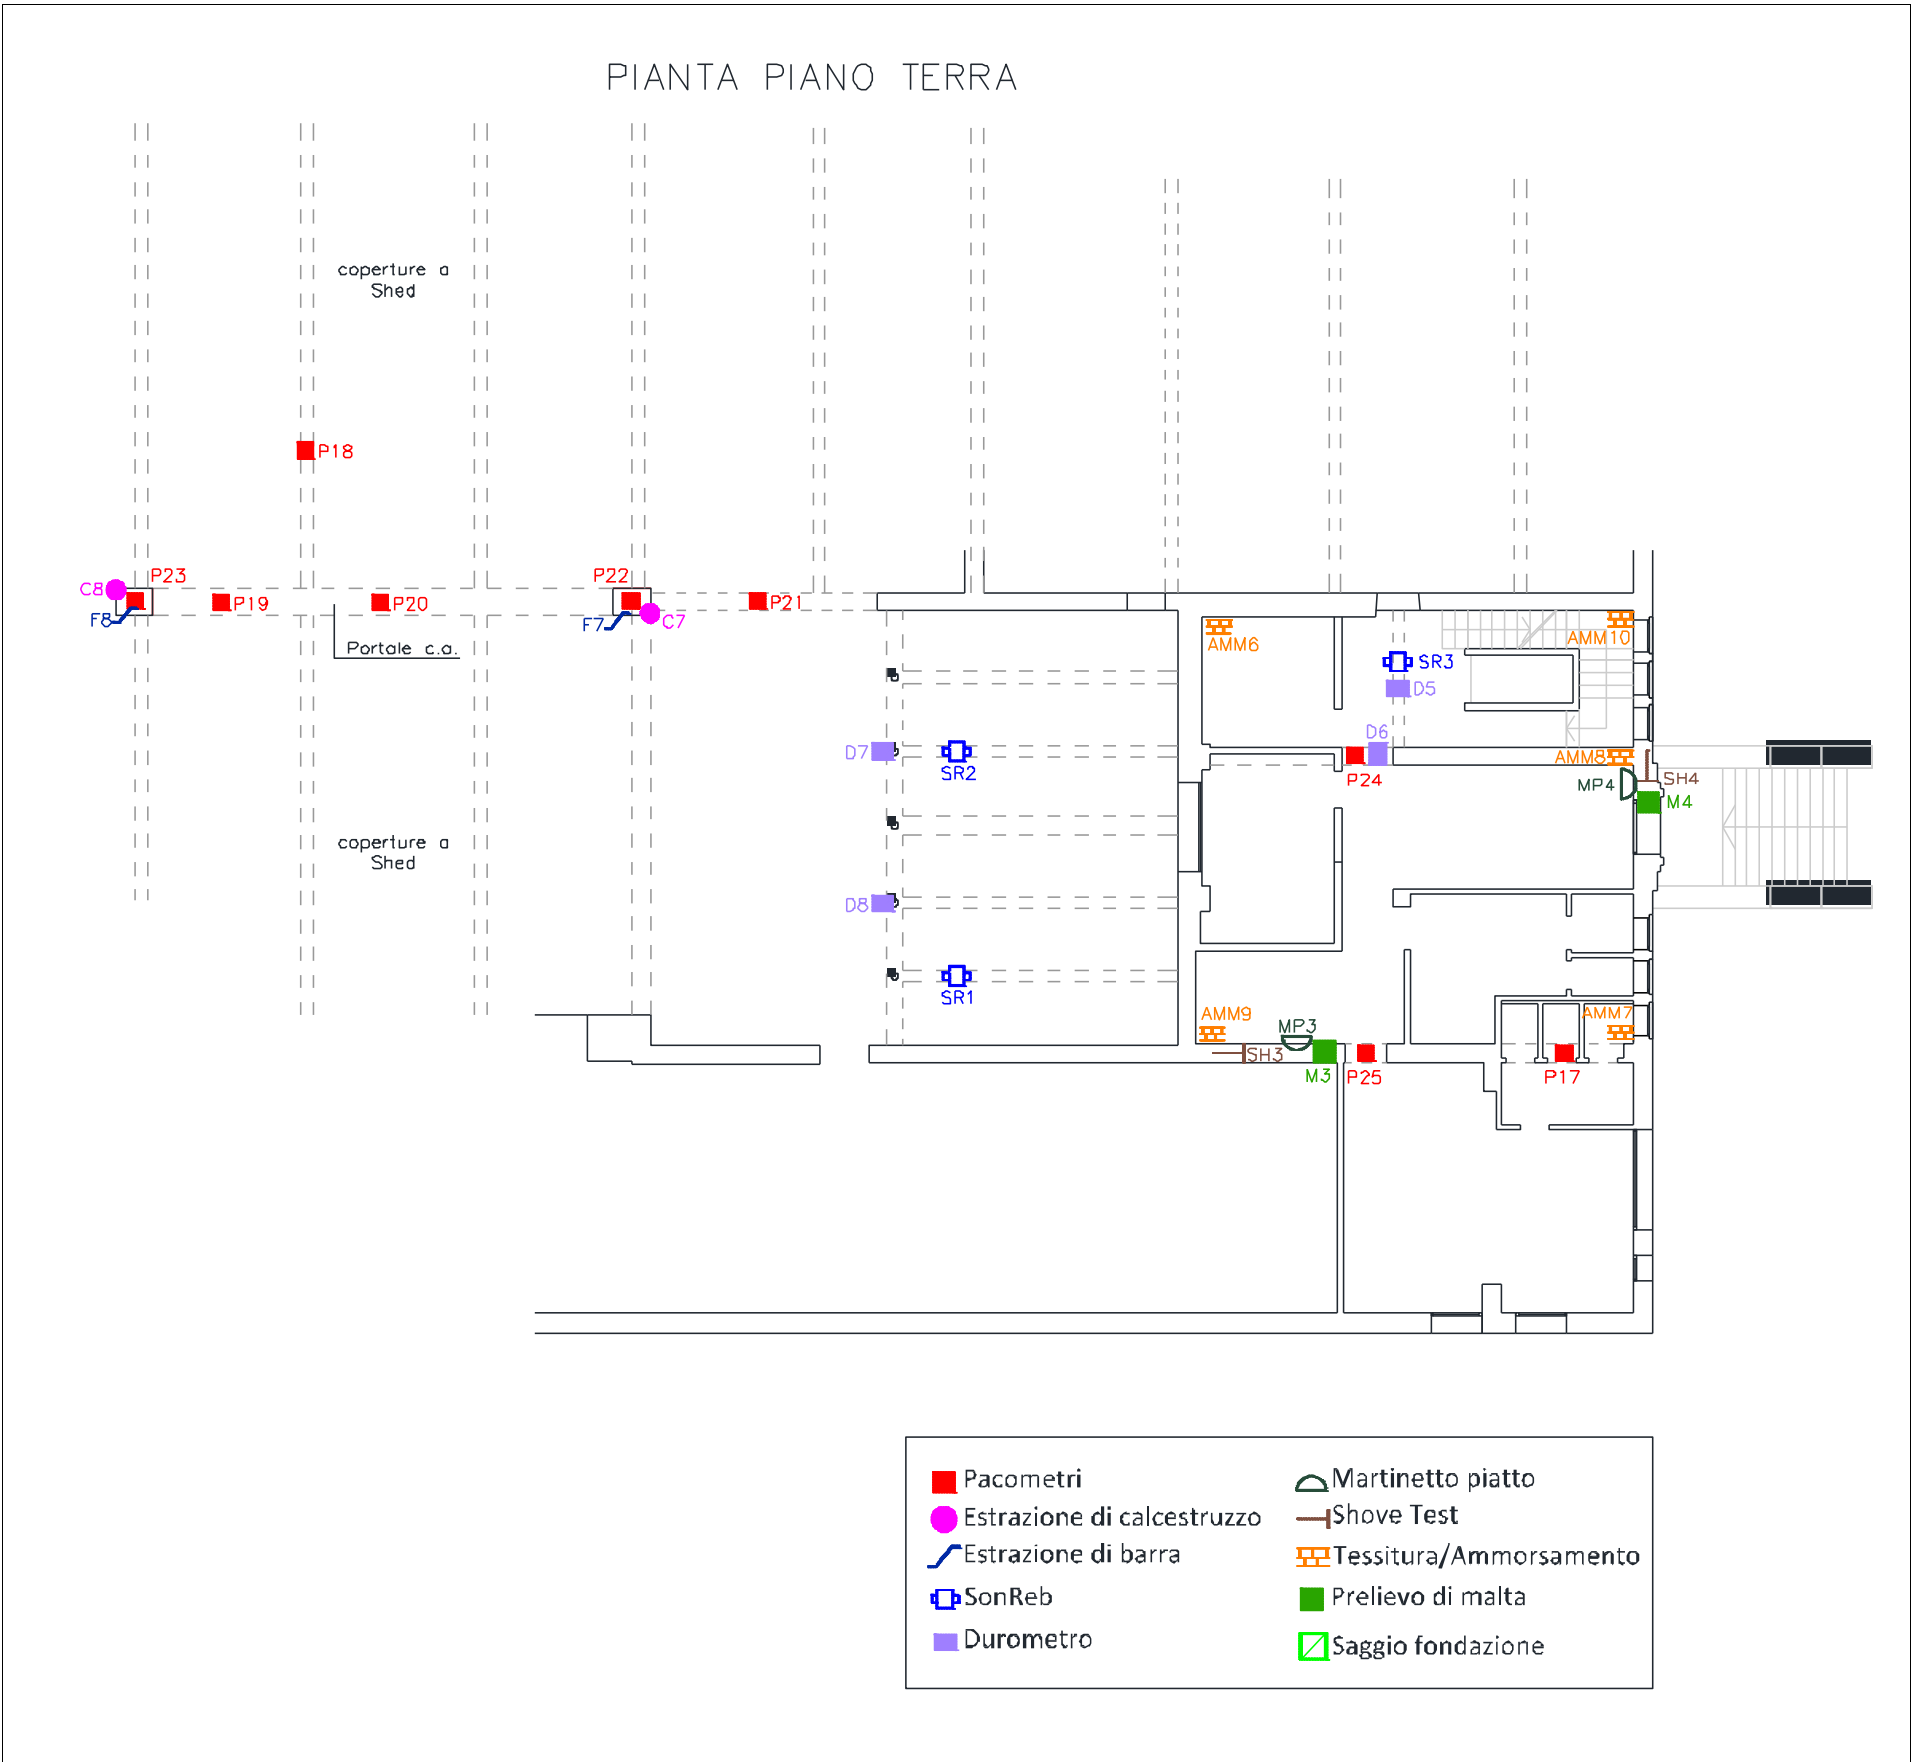 PIANTA PIANO TERRA
coperture a
Shed
P18
P23
C8
F8
P19
P20
P22
F7
C7
P21
Portale c.a.
AMM6
AMM10
SR3
D5
D6
D7
SR2
P24
AMM8
MP4
SH4
M4
coperture a
Shed
D8
SR1
AMM9
MP3
SH3
M3
P25
AMM7
P17
Pacometri
Estrazione di calcestruzzo
Estrazione di barra
SonReb
Durometro
Martinetto piatto
Shove Test
Tessitura/Ammorsamento
Prelievo di malta
Saggio fondazione